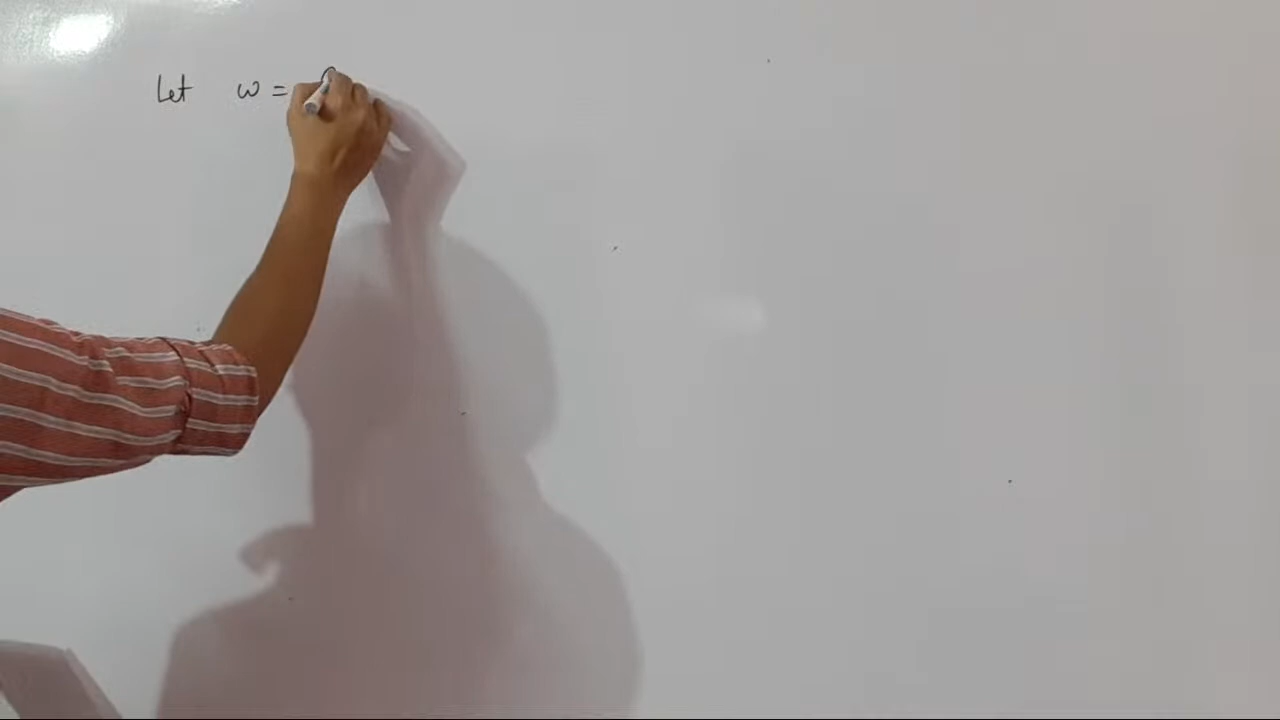 Let w =